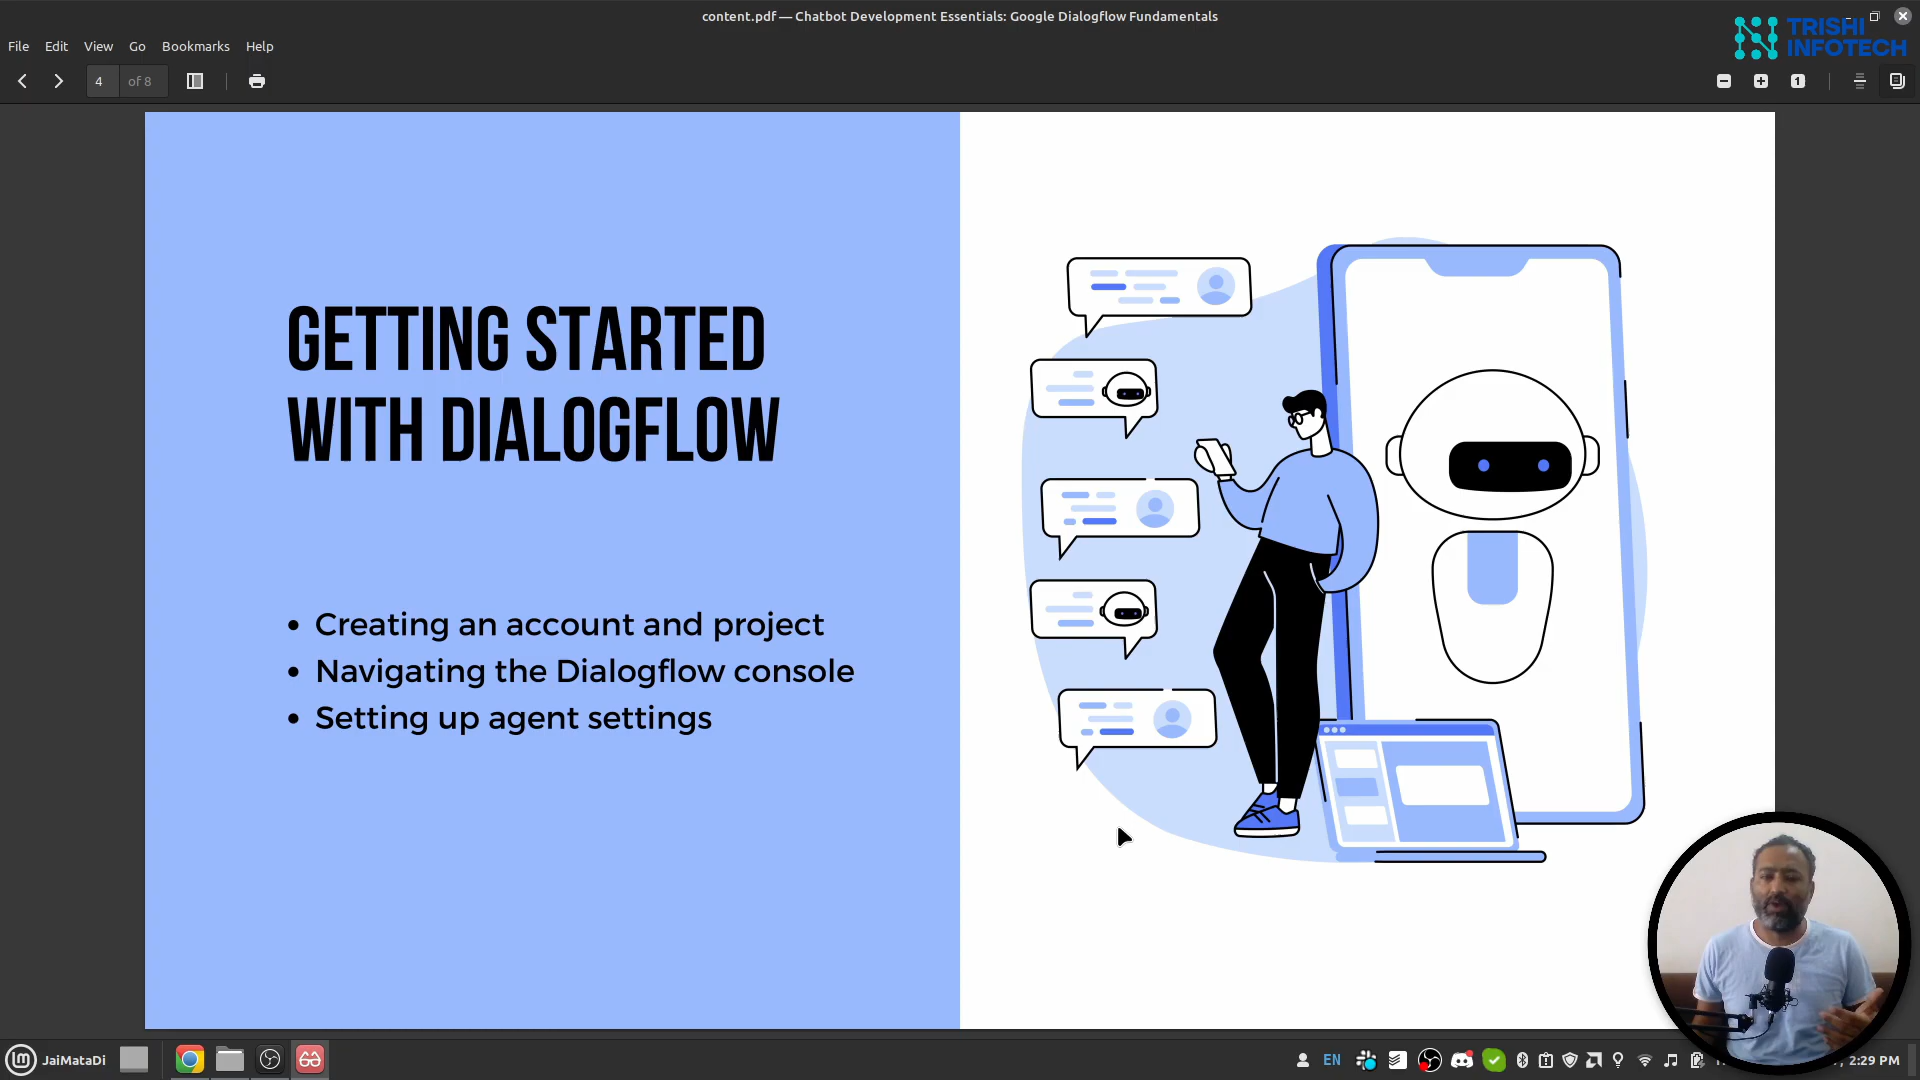 content.pdf — Chatbot Development Essentials: Google Dialogflow Fundamentals
TRISHI
INFOTECH
File Edit View Go Bookmarks Help
4 of 8
1
GETTING STARTED
WITH DIALOGFLOW
• Creating an account and project
• Navigating the Dialogflow console
• Setting up agent settings
JaiMataDi
EN
2:29 PM